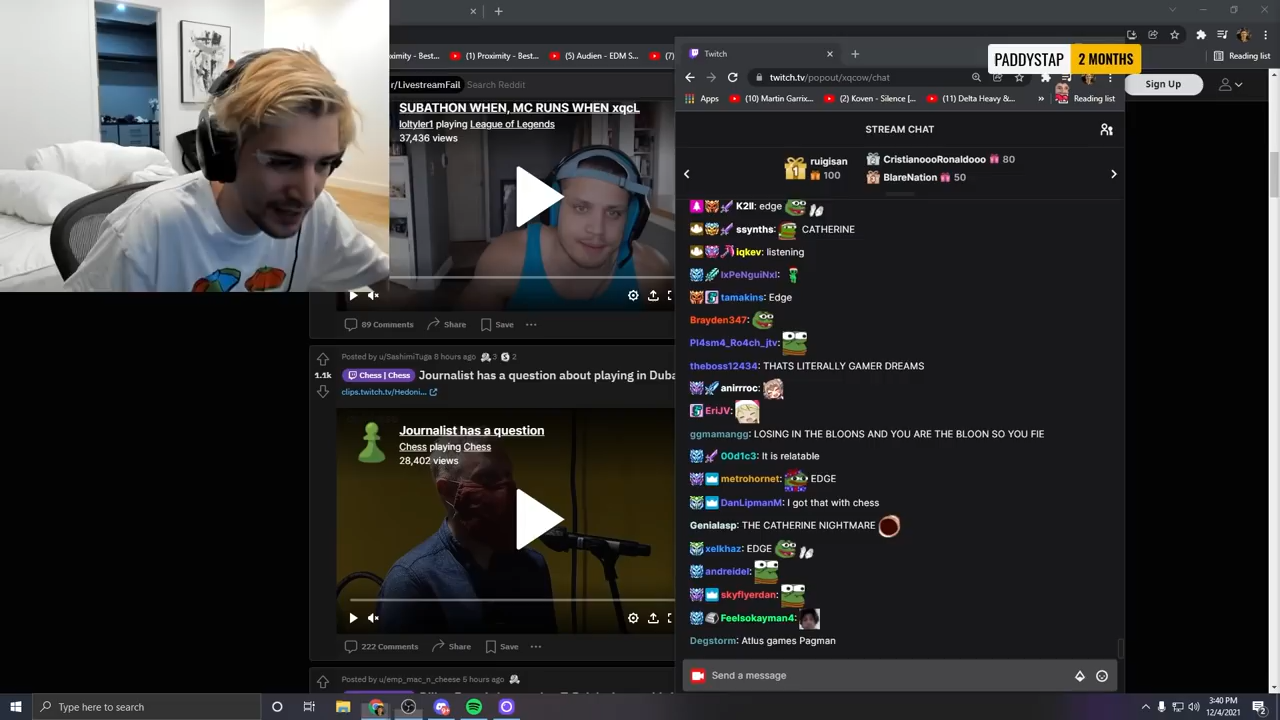 Proximity - Best...
(1) Proximity - Best...
(5) Audien - EDM S...
(7)
Reading list
r/LivestreamFail
Search Reddit
Sign Up
PADDYSTAP 2 MONTHS
SUBATHON WHEN, MC RUNS WHEN xqcL
loltyler1 playing League of Legends
37,436 views
89 Comments
Share
Save
Posted by u/SashimiTuga 8 hours ago
3
2
1.1k
Chess | Chess
Journalist has a question about playing in Duba
clips.twitch.tv/Hedoni...
Journalist has a question
Chess playing Chess
28,402 views
222 Comments
Share
Save
Posted by u/emp_mac_n_cheese 5 hours ago
Twitch
twitch.tv/popout/xqcow/chat
Apps
(10) Martin Garrix...
(2) Koven - Silence [...
(11) Delta Heavy &...
»
Reading list
STREAM CHAT
1
ruigisan
100
CristianoooRonaldooo 80
BlareNation 50
K2ll: edge
ssynths: CATHERINE
iqkev: listening
IxPeNguiNxI:
tamakins: Edge
Brayden347:
Pl4sm4_Ro4ch_jtv:
theboss12434: THATS LITERALLY GAMER DREAMS
anirrroc:
EriJV:
ggmamangg: LOSING IN THE BLOONS AND YOU ARE THE BLOON SO YOU FIE
00d1c3: It is relatable
metrohornet: EDGE
DanLipmanM: I got that with chess
Genialasp: THE CATHERINE NIGHTMARE
xelkhaz: EDGE
andreidel:
skyflyerdan:
Feelsokayman4:
Degstorm: Atlus games Pagman
Send a message
Type here to search
3:40 PM
12/4/2021
2